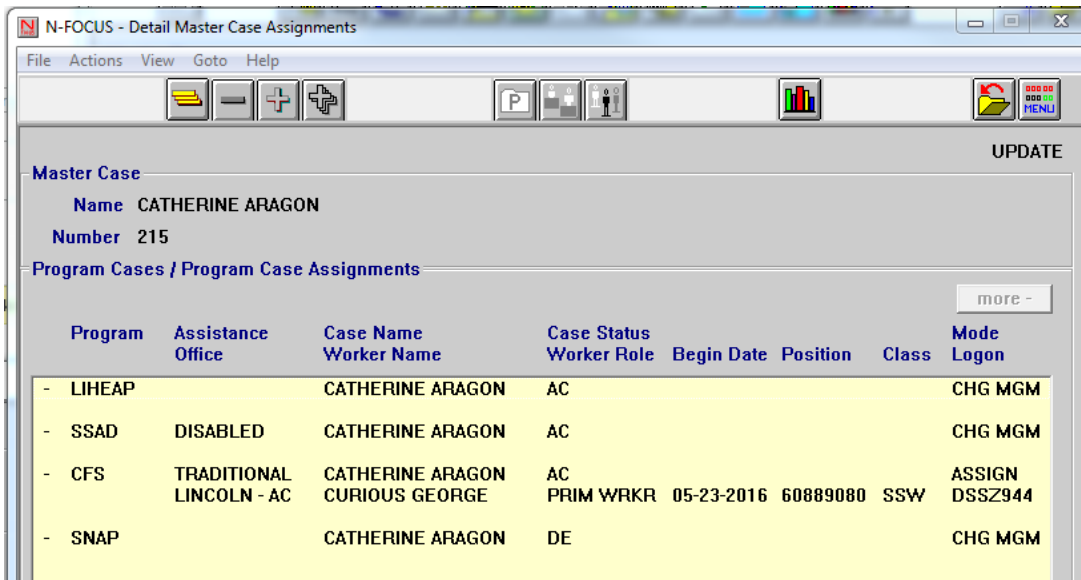 N-FOCUS - Detail Master Case Assignments
File Actions View Goto Help
P
MENU
UPDATE
Master Case
Name CATHERINE ARAGON
Number 215
Program Cases / Program Case Assignments
more -
Program Assistance Case Name Case Status Mode
Office Worker Name Worker Role Begin Date Position Class Logon
- LIHEAP CATHERINE ARAGON AC CHG MGM
- SSAD DISABLED CATHERINE ARAGON AC CHG MGM
- CFS TRADITIONAL CATHERINE ARAGON AC ASSIGN
LINCOLN - AC CURIOUS GEORGE PRIM WRKR 05-23-2016 60889080 SSW DSSZ944
- SNAP CATHERINE ARAGON DE CHG MGM